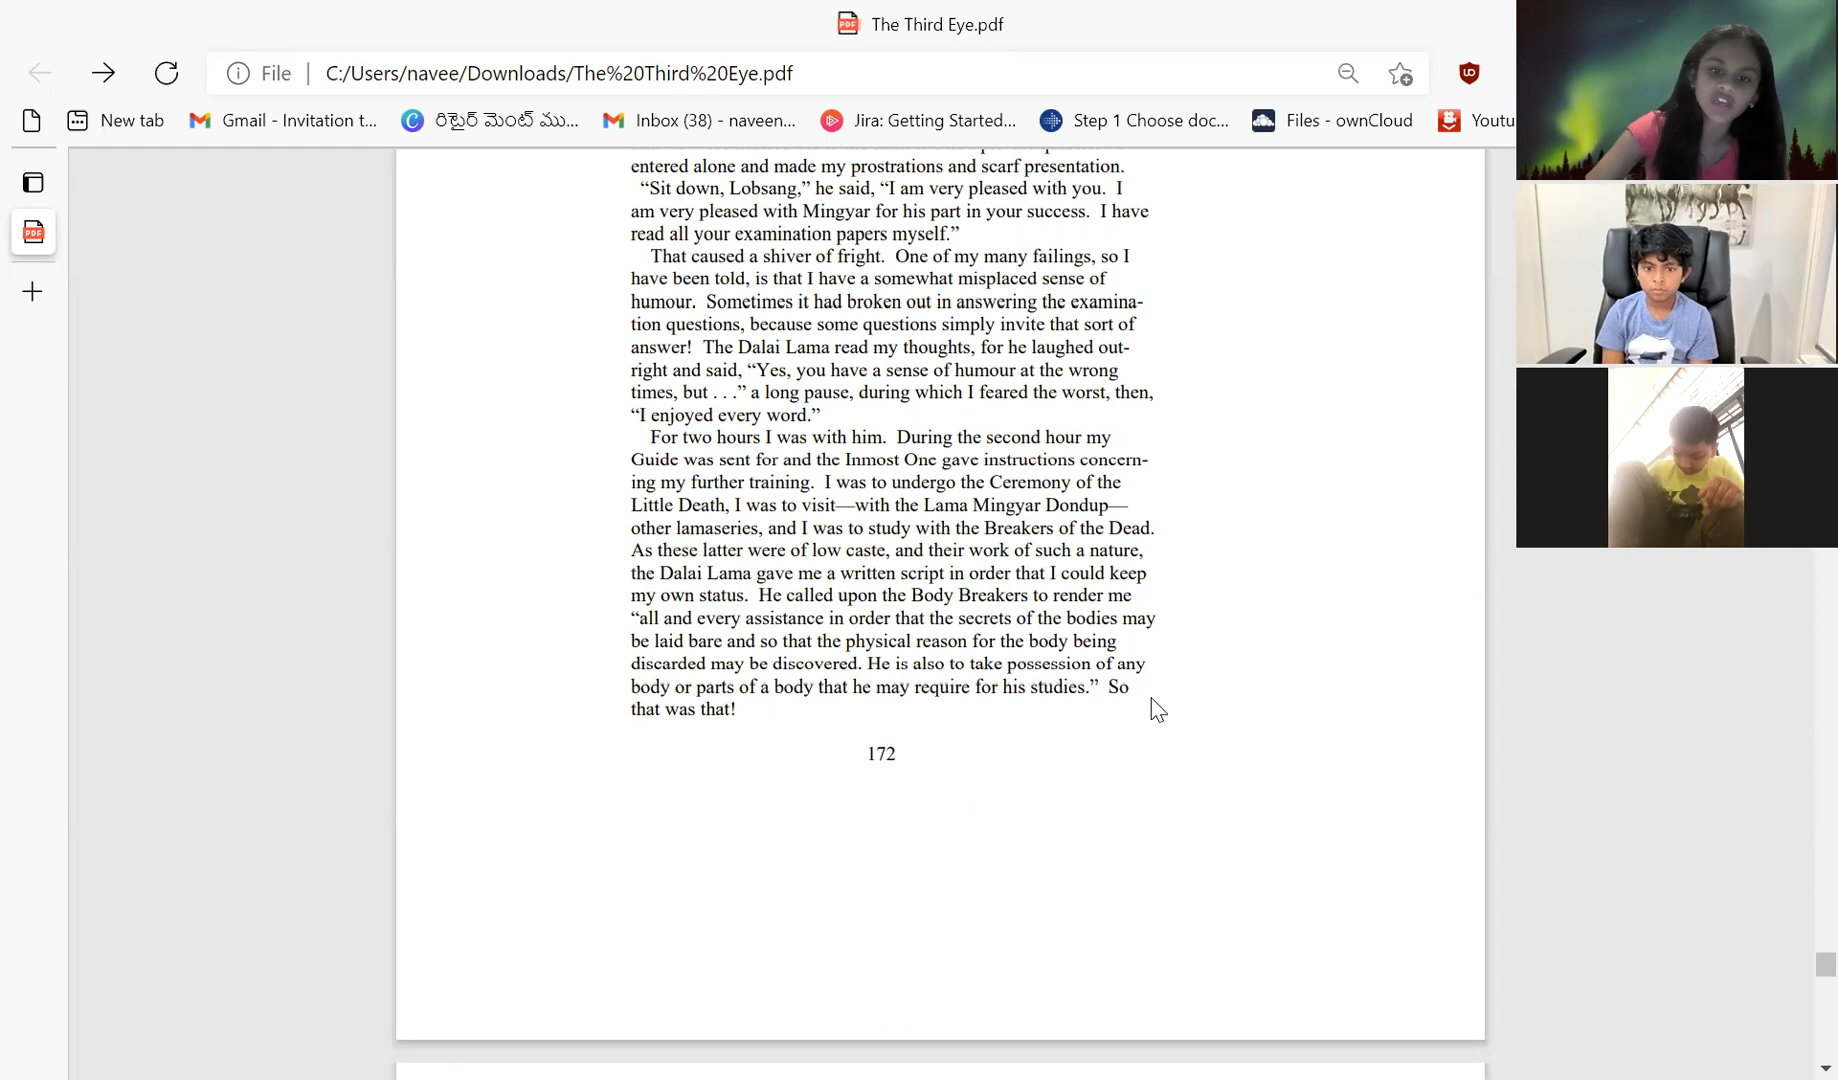 The Third Eye.pdf
File
C:/Users/navee/Downloads/The%20Third%20Eye.pdf
New tab
Gmail - Invitation t...
రిటైర్ మెంట్ ము...
Inbox (38) - naveen...
Jira: Getting Started...
Step 1 Choose doc...
Files - ownCloud
Youtu
entered alone and made my prostrations and scarf presentation.
“Sit down, Lobsang,” he said, “I am very pleased with you. I
am very pleased with Mingyar for his part in your success. I have
read all your examination papers myself.”
That caused a shiver of fright. One of my many failings, so I
have been told, is that I have a somewhat misplaced sense of
humour. Sometimes it had broken out in answering the examina-
tion questions, because some questions simply invite that sort of
answer! The Dalai Lama read my thoughts, for he laughed out-
right and said, “Yes, you have a sense of humour at the wrong
times, but . . .” a long pause, during which I feared the worst, then,
“I enjoyed every word.”
For two hours I was with him. During the second hour my
Guide was sent for and the Inmost One gave instructions concern-
ing my further training. I was to undergo the Ceremony of the
Little Death, I was to visit—with the Lama Mingyar Dondup—
other lamaseries, and I was to study with the Breakers of the Dead.
As these latter were of low caste, and their work of such a nature,
the Dalai Lama gave me a written script in order that I could keep
my own status. He called upon the Body Breakers to render me
“all and every assistance in order that the secrets of the bodies may
be laid bare and so that the physical reason for the body being
discarded may be discovered. He is also to take possession of any
body or parts of a body that he may require for his studies.” So
that was that!
172